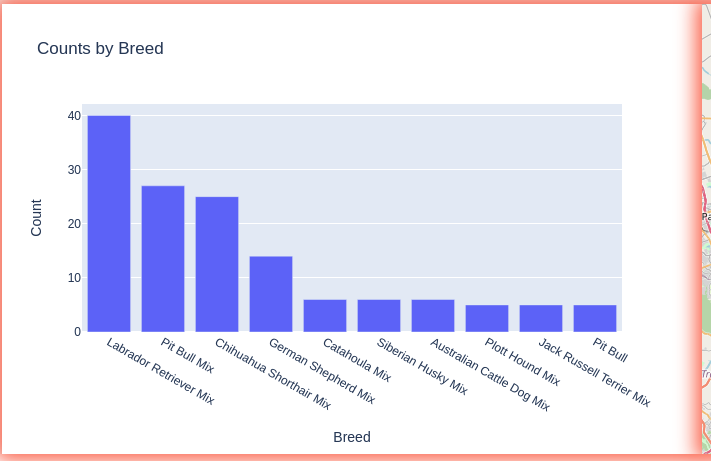 Counts by Breed
Count
40
30
20
10
0
Labrador Retriever Mix
Pit Bull Mix
Chihuahua Shorthair Mix
German Shepherd Mix
Catahoula Mix
Siberian Husky Mix
Australian Cattle Dog Mix
Plott Hound Mix
Jack Russell Terrier Mix
Pit Bull
Breed